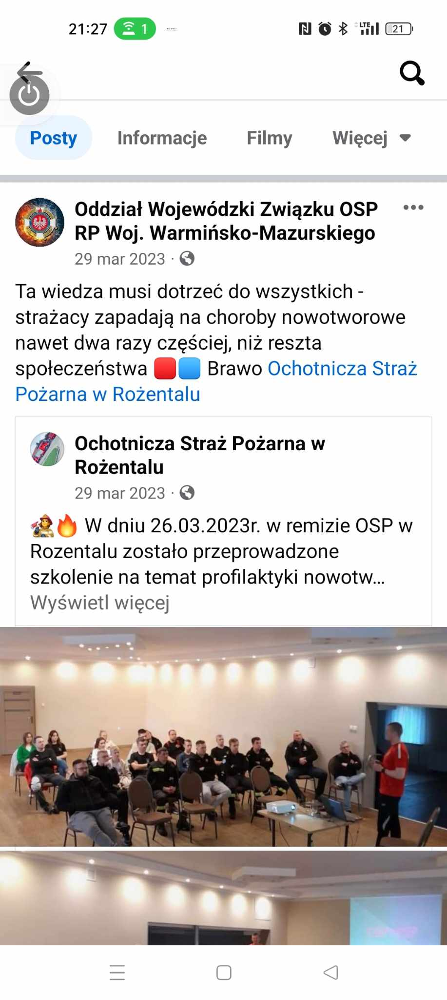 21:27
1
LTE
21
Posty
Informacje
Filmy
Więcej
Oddział Wojewódzki Związku OSP
RP Woj. Warmińsko-Mazurskiego
29 mar 2023 ·
Ta wiedza musi dotrzeć do wszystkich -
strażacy zapadają na choroby nowotworowe
nawet dwa razy częściej, niż reszta
społeczeństwa 🟥🟦 Brawo Ochotnicza Straż
Pożarna w Rożentalu
Ochotnicza Straż Pożarna w
Rożentalu
29 mar 2023 ·
🧑‍🚒🔥 W dniu 26.03.2023r. w remizie OSP w
Rozentalu zostało przeprowadzone
szkolenie na temat profilaktyki nowotw...
Wyświetl więcej